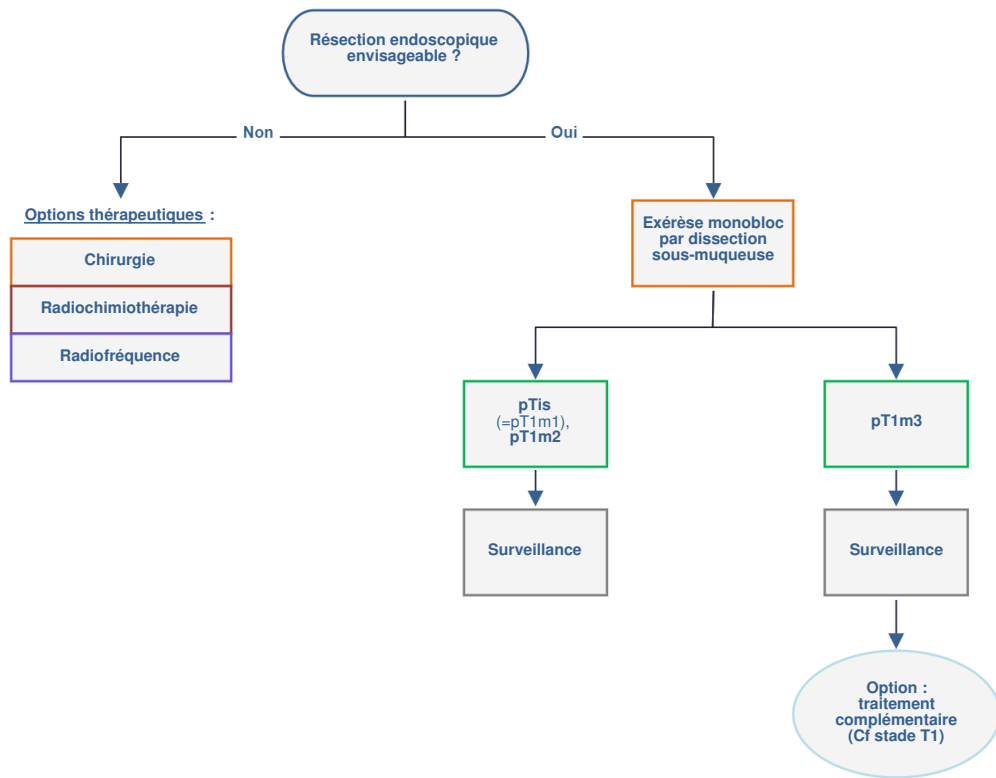 Résection endoscopique
envisageable ?
Non
Oui
Options thérapeutiques :
Chirurgie
Radiochimiothérapie
Radiofréquence
Exérèse monobloc
par dissection
sous-muqueuse
pTis
(=pT1m1),
pT1m2
pT1m3
Surveillance
Surveillance
Option :
traitement
complémentaire
(Cf stade T1)